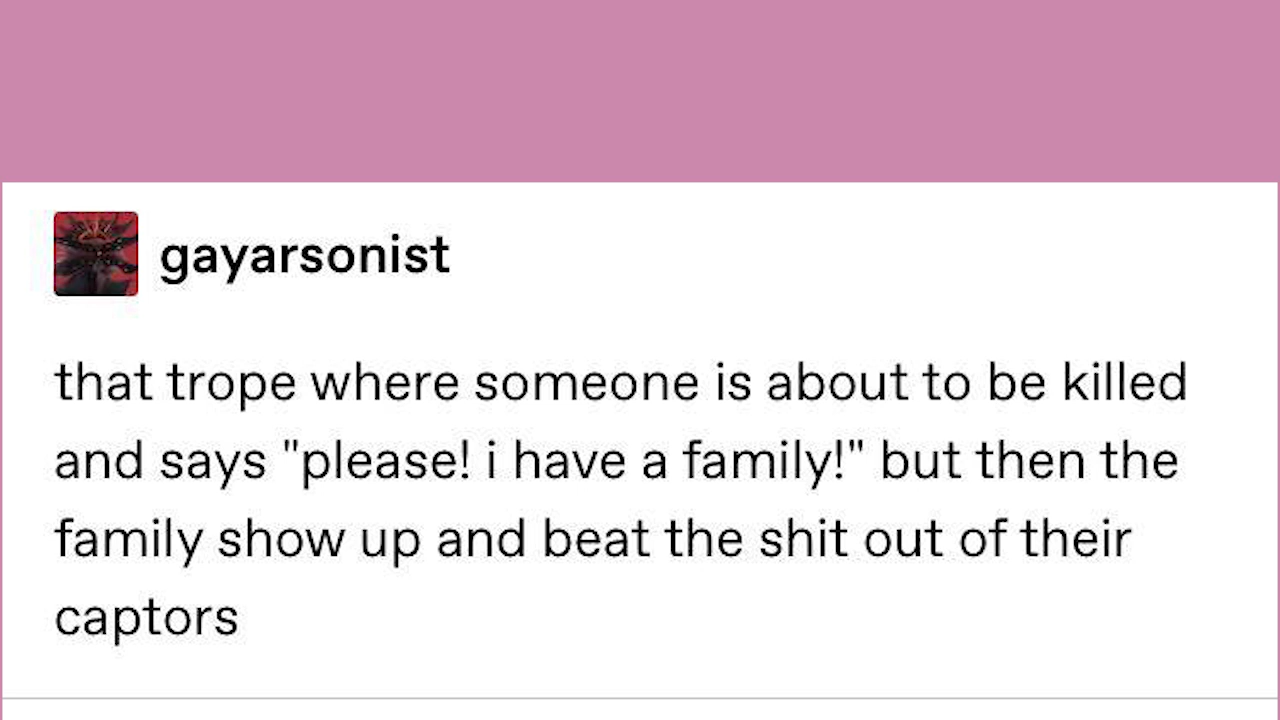 gayarsonist
that trope where someone is about to be killed
and says "please! i have a family!" but then the
family show up and beat the shit out of their
captors